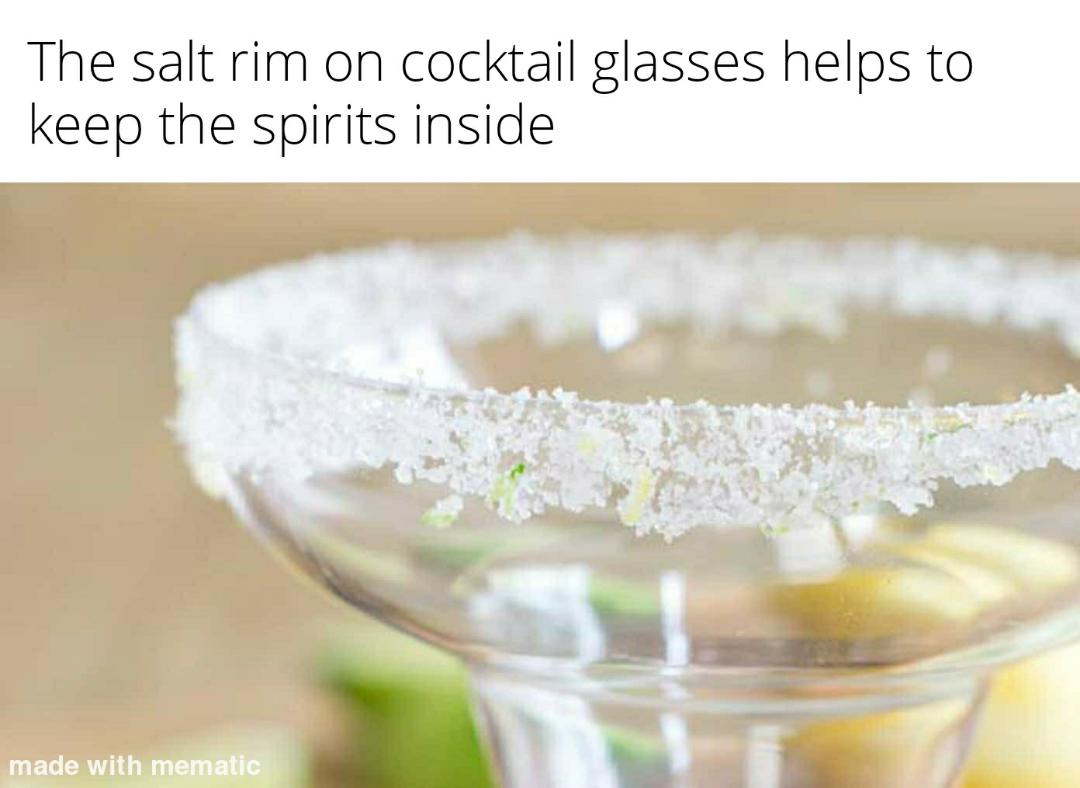 The salt rim on cocktail glasses helps to
keep the spirits inside
made with mematic